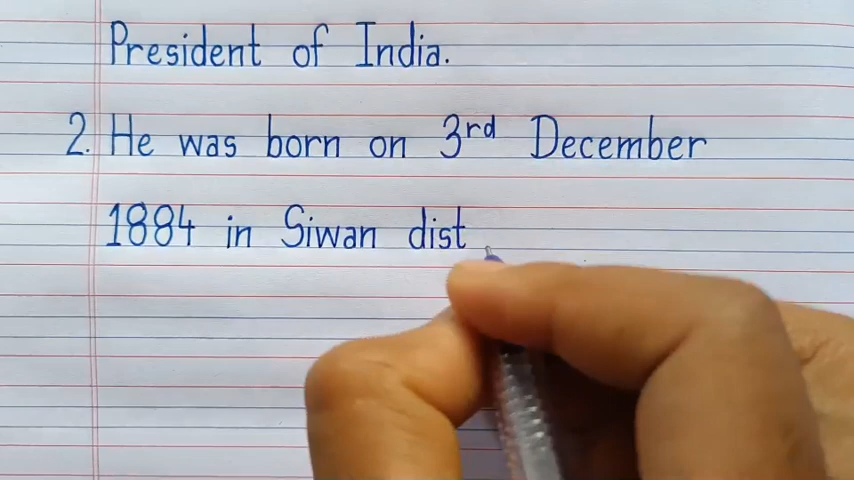 President of India.
2. He was born on 3rd December
1884 in Siwan dist